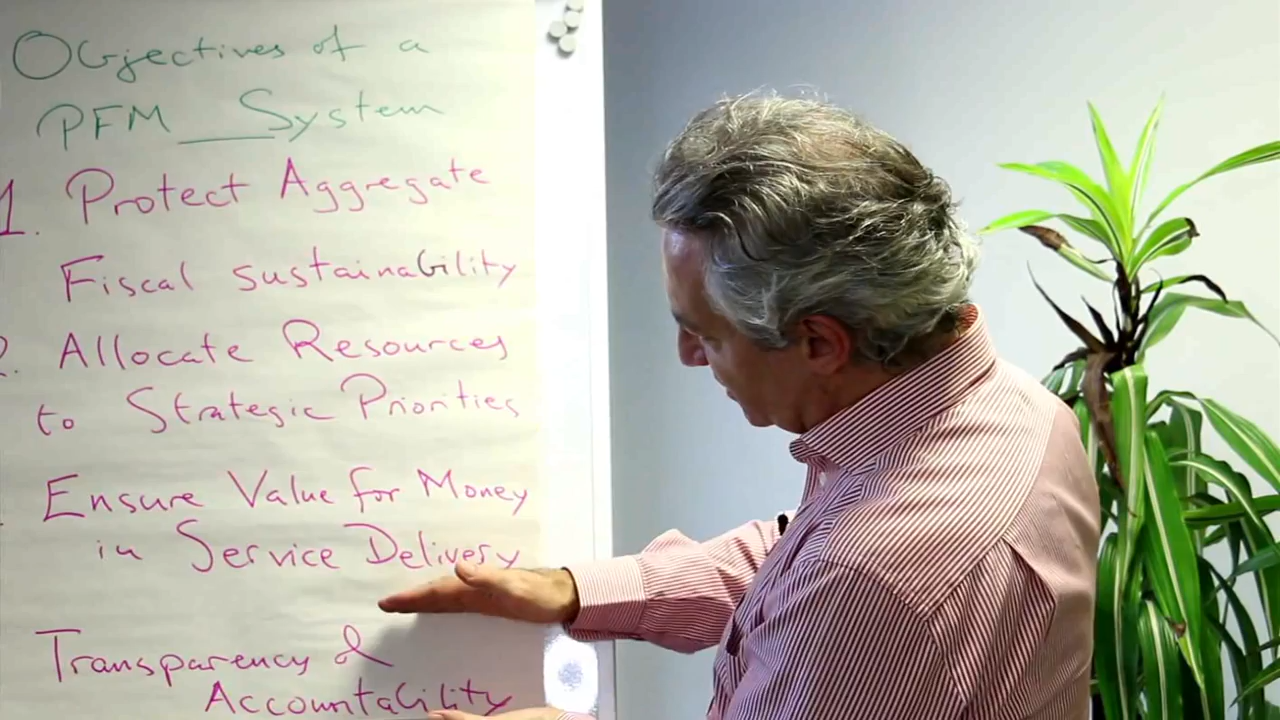 Objectives of a
PFM System
1. Protect Aggregate
Fiscal sustainability
2. Allocate Resources
to Strategic Priorities
Ensure Value for Money
in Service Delivery
Transparency &
Accountability